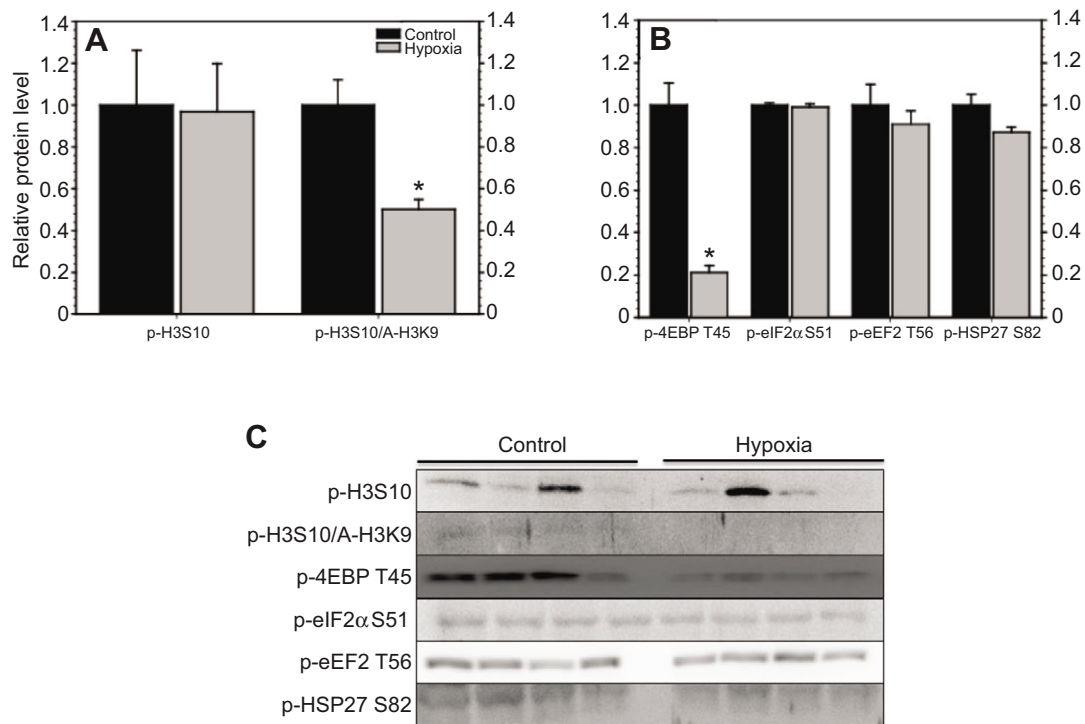 A
Control
Hypoxia
Relative protein level
1.4
1.2
1.0
0.8
0.6
0.4
0.2
0
1.4
1.2
1.0
0.8
0.6
0.4
0.2
0
*
p-H3S10
p-H3S10/A-H3K9
B
1.4
1.2
1.0
0.8
0.6
0.4
0.2
0
1.4
1.2
1.0
0.8
0.6
0.4
0.2
0
*
p-4EBP T45
p-eIF2α S51
p-eEF2 T56
p-HSP27 S82
C
Control
Hypoxia
p-H3S10
p-H3S10/A-H3K9
p-4EBP T45
p-eIF2α S51
p-eEF2 T56
p-HSP27 S82